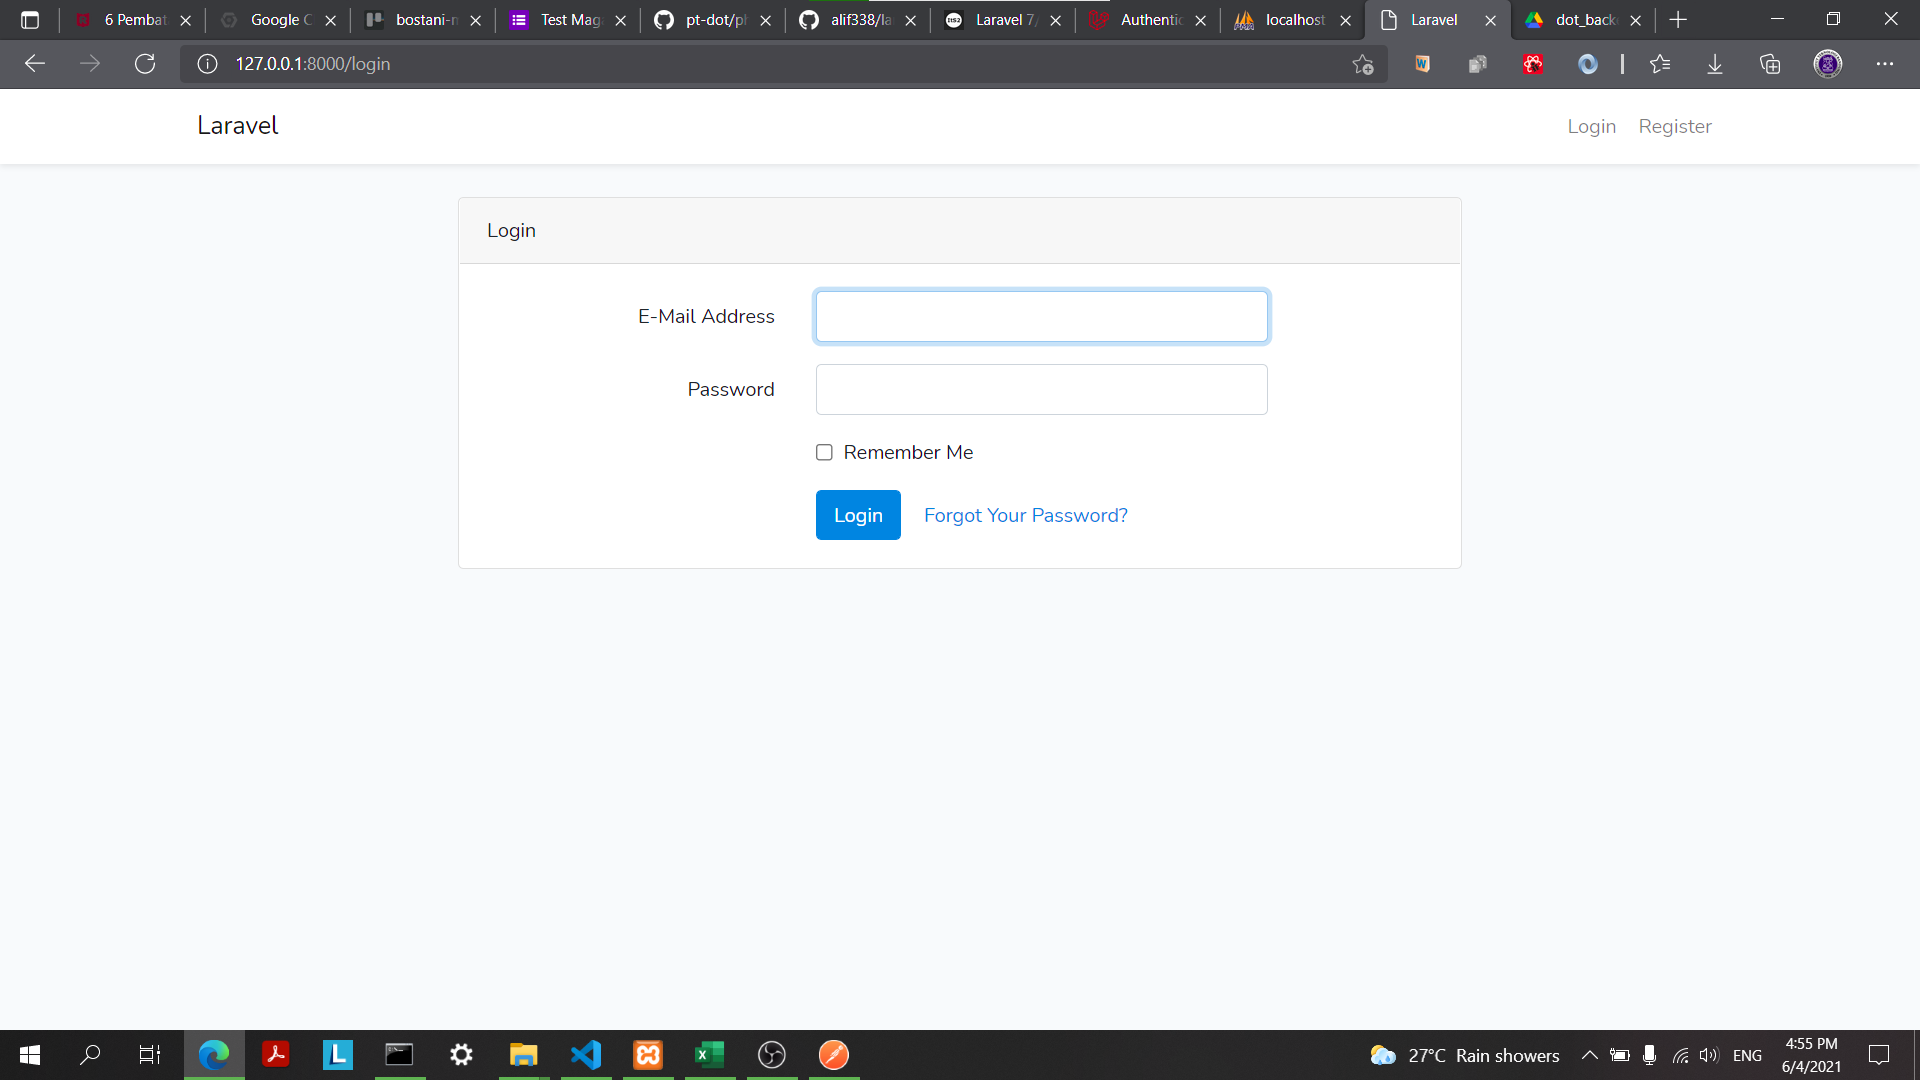 6 Pembat
Google C
bostani-n
Test Mag
pt-dot/ph
alif338/la
Laravel 7/
Authentic
localhost
Laravel
dot_back
127.0.0.1:8000/login
Laravel
Login
Register
Login
E-Mail Address
Password
Remember Me
Login
Forgot Your Password?
27°C Rain showers
ENG
4:55 PM
6/4/2021